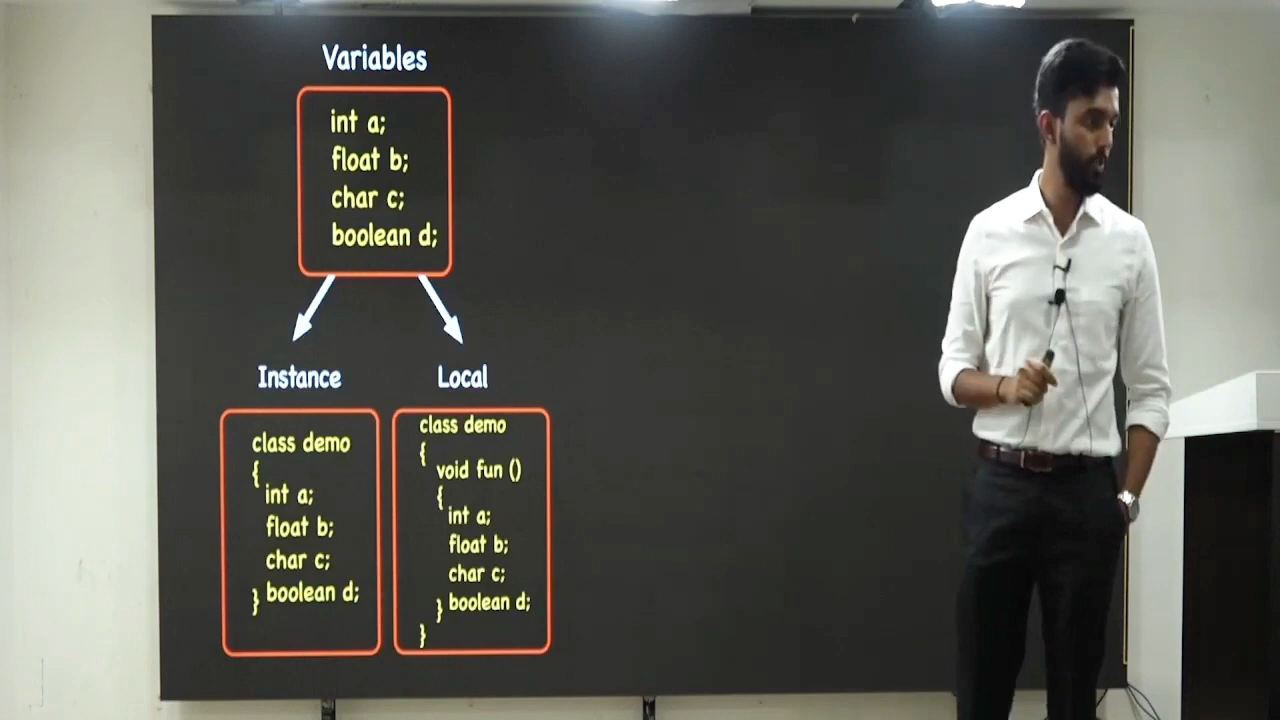 Variables
int a;
float b;
char c;
boolean d;
Instance
class demo
{
int a;
float b;
char c;
} boolean d;
Local
class demo
{
void fun ()
{
int a;
float b;
char c;
} boolean d;
}